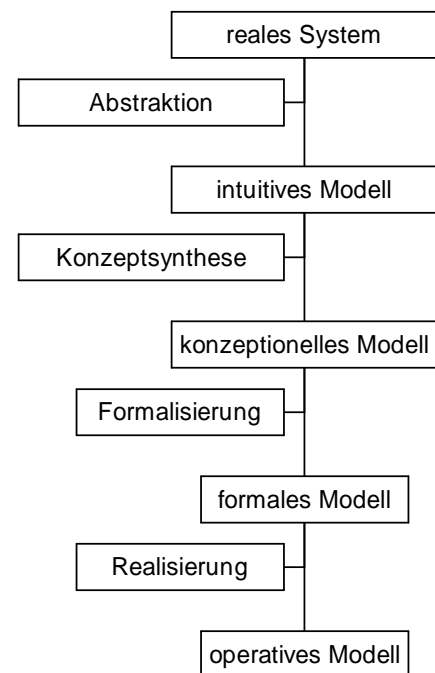 reales System
Abstraktion
intuitives Modell
Konzeptsynthese
konzeptionelles Modell
Formalisierung
formales Modell
Realisierung
operatives Modell